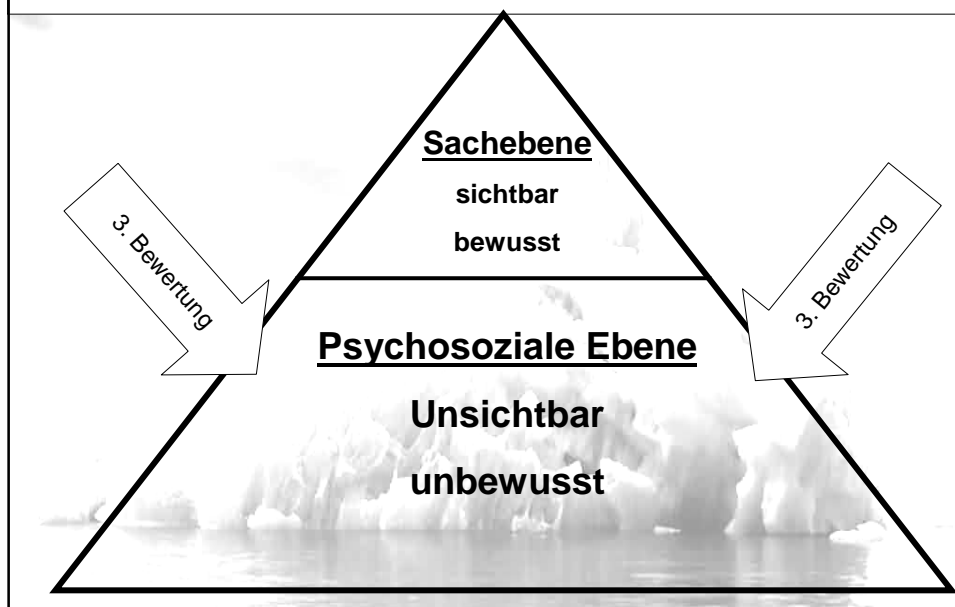 Sachebene
sichtbar
bewusst
3. Bewertung
3. Bewertung
Psychosoziale Ebene
Unsichtbar
unbewusst